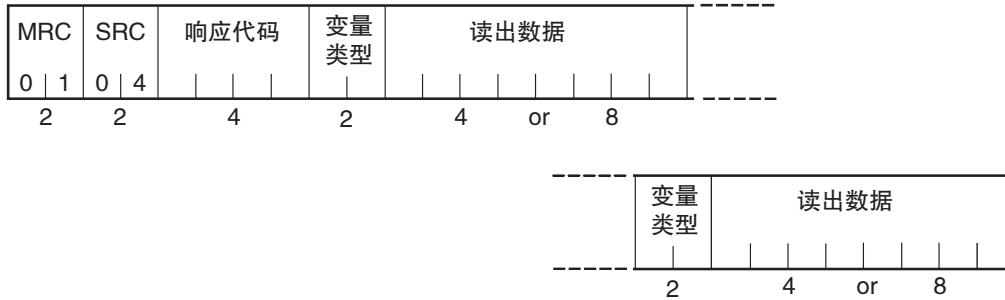 MRC SRC 响应代码 变量类型 读出数据
0 1 0 4
2 2 4 2 4 or 8
变量类型 读出数据
2 4 or 8